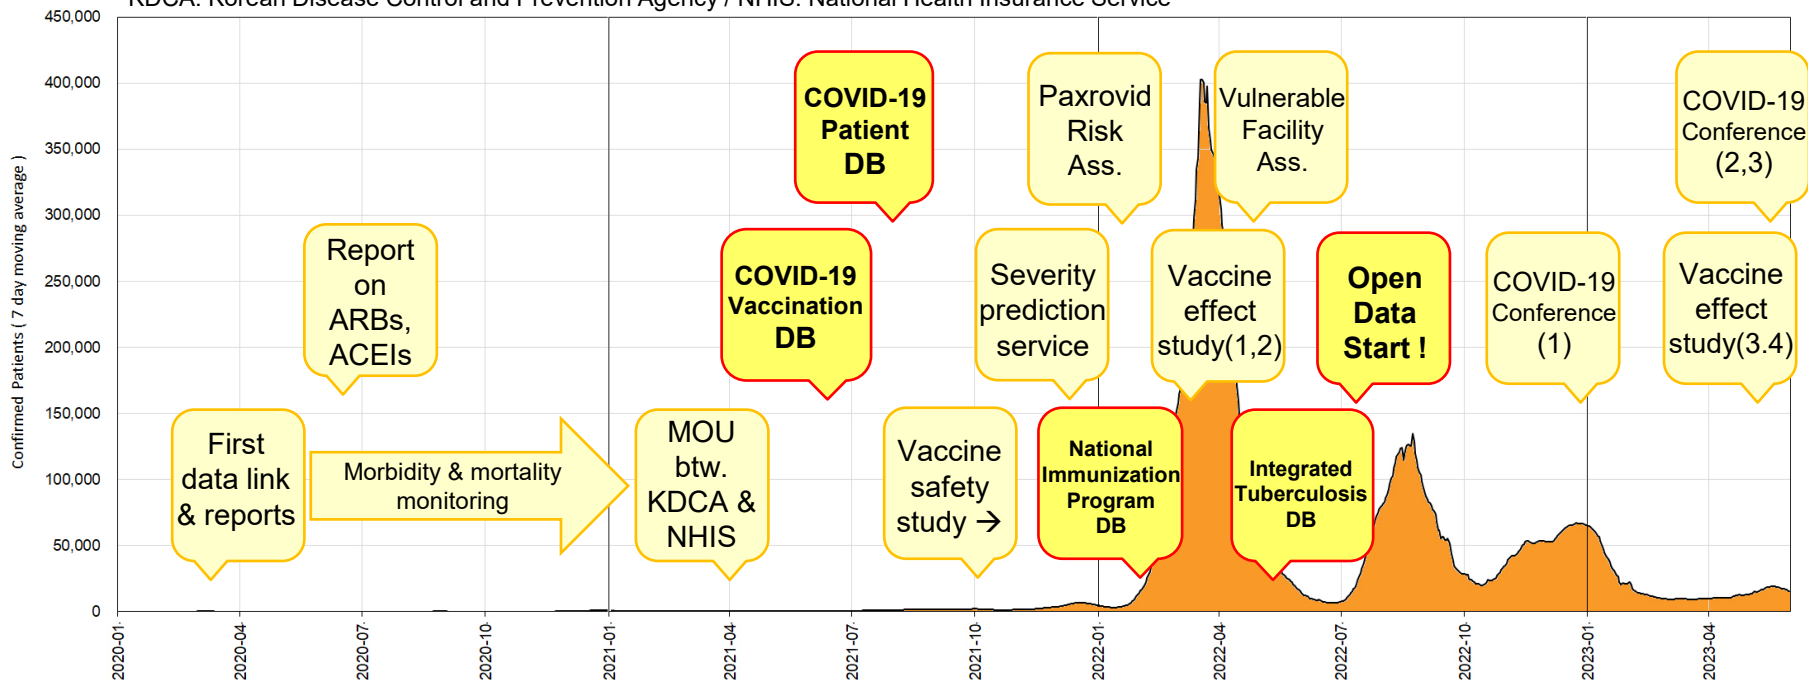 KDCA: Korean Disease Control and Prevention Agency / NHIS: National Health Insurance Service
Confirmed Patients ( 7 day moving average )
450,000
400,000
350,000
300,000
250,000
200,000
150,000
100,000
50,000
0
First
data link
& reports
Report
on
ARBs,
ACEIs
Morbidity & mortality
monitoring
MOU
btw.
KDCA &
NHIS
COVID-19
Vaccination
DB
COVID-19
Patient
DB
Vaccine
safety
study →
Severity
prediction
service
Paxrovid
Risk
Ass.
National
Immunization
Program
DB
Vaccine
effect
study(1,2)
Vulnerable
Facility
Ass.
Integrated
Tuberculosis
DB
Open
Data
Start !
COVID-19
Conference
(1)
COVID-19
Conference
(2,3)
Vaccine
effect
study(3.4)
2020-01-
2020-04-
2020-07-
2020-10-
2021-01-
2021-04-
2021-07-
2021-10-
2022-01-
2022-04-
2022-07-
2022-10-
2023-01-
2023-04-